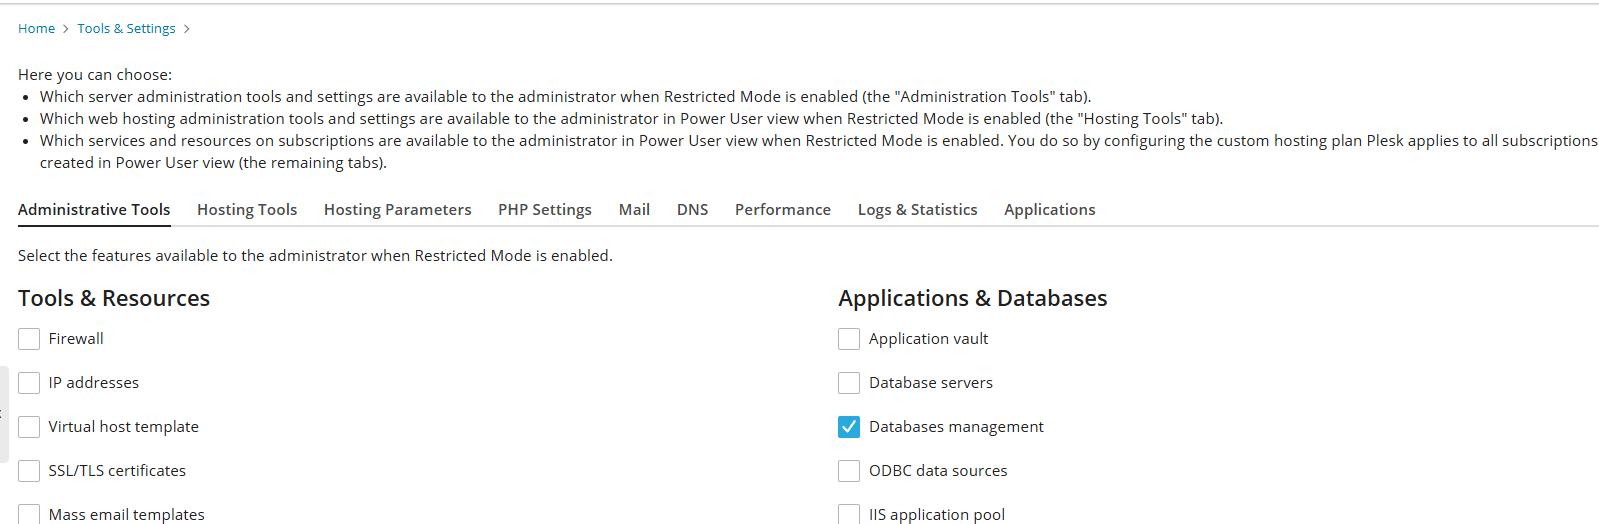 Home > Tools & Settings >
Here you can choose:
• Which server administration tools and settings are available to the administrator when Restricted Mode is enabled (the "Administration Tools" tab).
• Which web hosting administration tools and settings are available to the administrator in Power User view when Restricted Mode is enabled (the "Hosting Tools" tab).
• Which services and resources on subscriptions are available to the administrator in Power User view when Restricted Mode is enabled. You do so by configuring the custom hosting plan Plesk applies to all subscriptions
created in Power User view (the remaining tabs).
Administrative Tools Hosting Tools Hosting Parameters PHP Settings Mail DNS Performance Logs & Statistics Applications
Select the features available to the administrator when Restricted Mode is enabled.
Tools & Resources
Firewall
IP addresses
Virtual host template
SSL/TLS certificates
Mass email templates
Applications & Databases
Application vault
Database servers
Databases management
ODBC data sources
IIS application pool